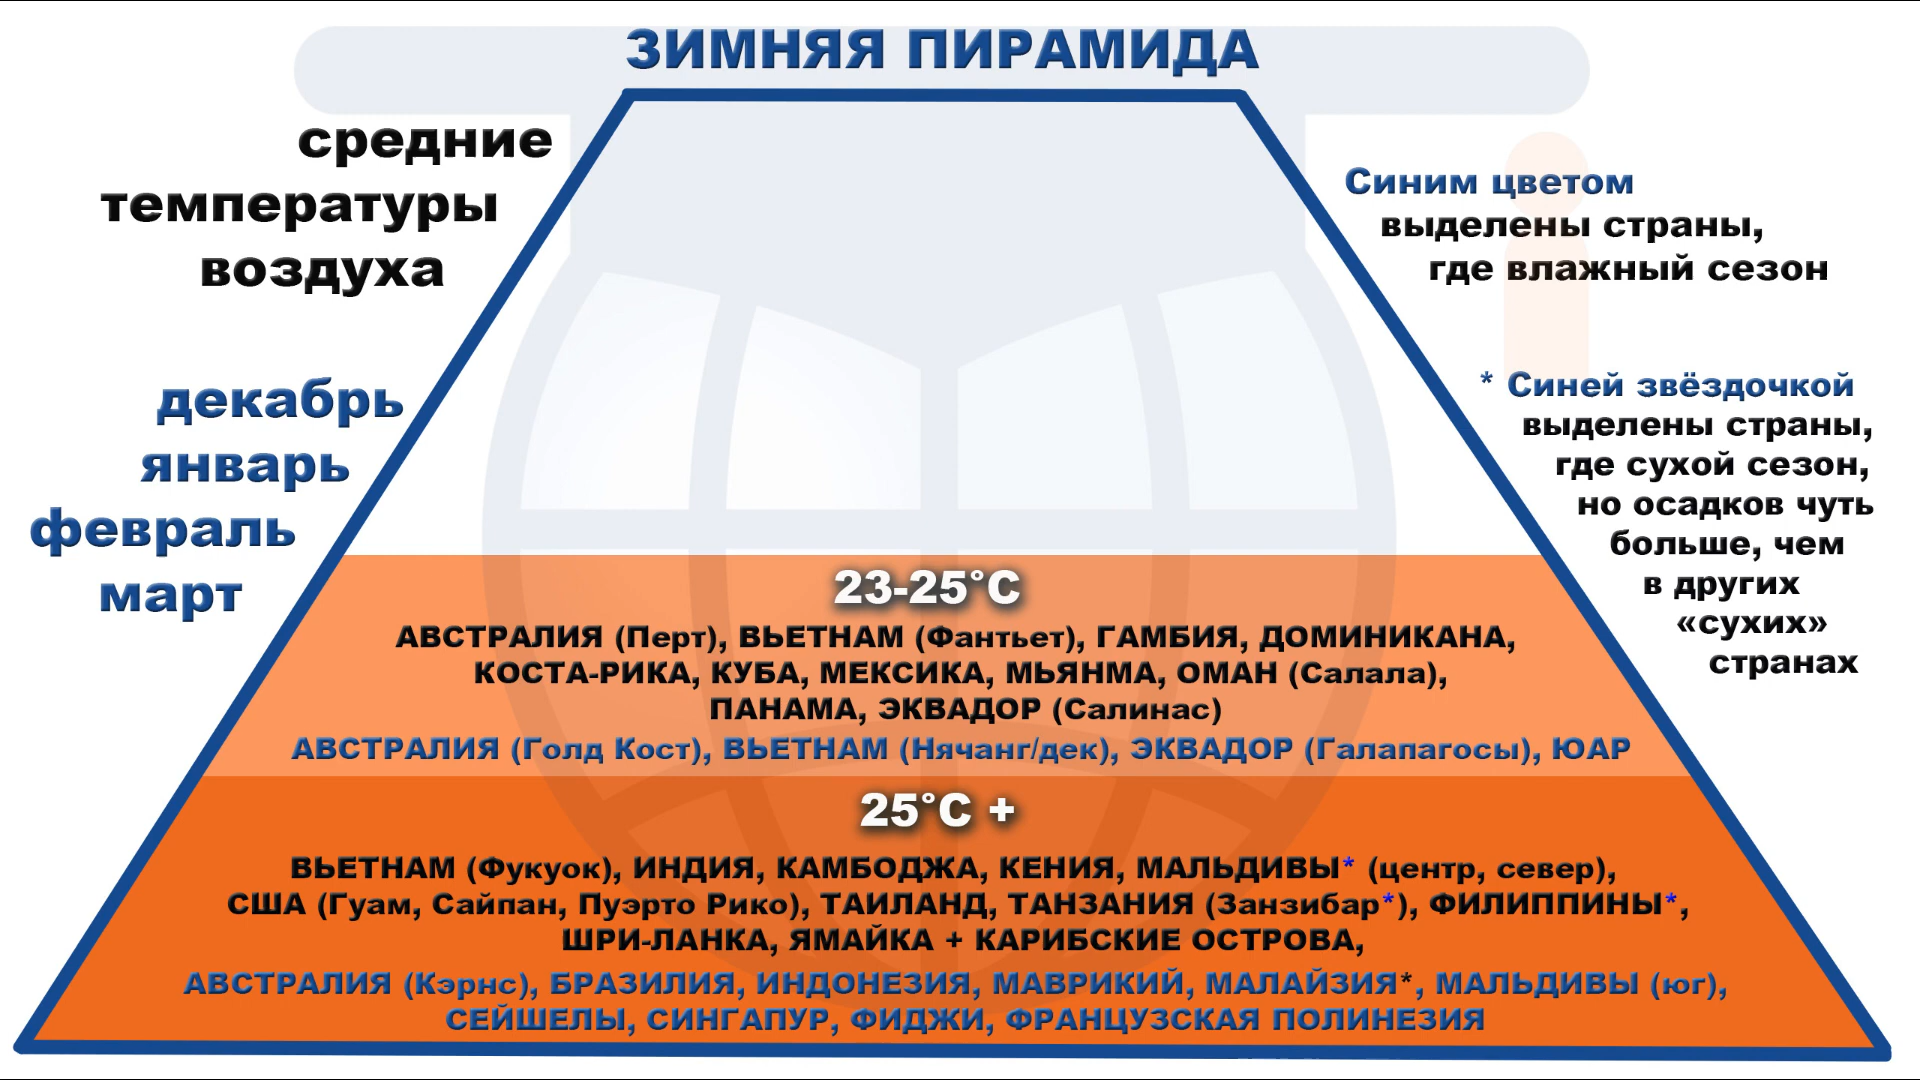 ЗИМНЯЯ ПИРАМИДА
средние
температуры
воздуха
декабрь
январь
февраль
март
Синим цветом
выделены страны,
где влажный сезон
* Синей звёздочкой
выделены страны,
где сухой сезон,
но осадков чуть
больше, чем
в других
«сухих»
странах
23-25°С
АВСТРАЛИЯ (Перт), ВЬЕТНАМ (Фантьет), ГАМБИЯ, ДОМИНИКАНА,
КОСТА-РИКА, КУБА, МЕКСИКА, МЬЯНМА, ОМАН (Салала),
ПАНАМА, ЭКВАДОР (Салинас)
АВСТРАЛИЯ (Голд Кост), ВЬЕТНАМ (Нячанг/дек), ЭКВАДОР (Галапагосы), ЮАР
25°С +
ВЬЕТНАМ (Фукуок), ИНДИЯ, КАМБОДЖА, КЕНИЯ, МАЛЬДИВЫ* (центр, север),
США (Гуам, Сайпан, Пуэрто Рико), ТАИЛАНД, ТАНЗАНИЯ (Занзибар*), ФИЛИППИНЫ*,
ШРИ-ЛАНКА, ЯМАЙКА + КАРИБСКИЕ ОСТРОВА,
АВСТРАЛИЯ (Кэрнс), БРАЗИЛИЯ, ИНДОНЕЗИЯ, МАВРИКИЙ, МАЛАЙЗИЯ*, МАЛЬДИВЫ (юг),
СЕЙШЕЛЫ, СИНГАПУР, ФИДЖИ, ФРАНЦУЗСКАЯ ПОЛИНЕЗИЯ